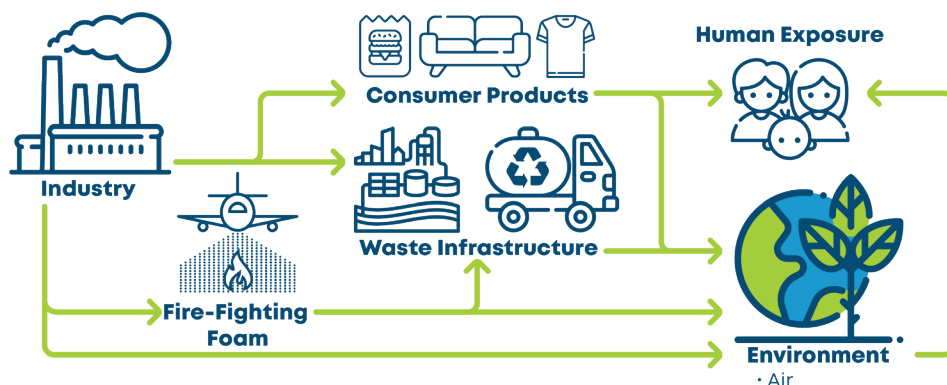 Human Exposure
Consumer Products
Industry
Waste Infrastructure
Fire-Fighting
Foam
Environment
· Air